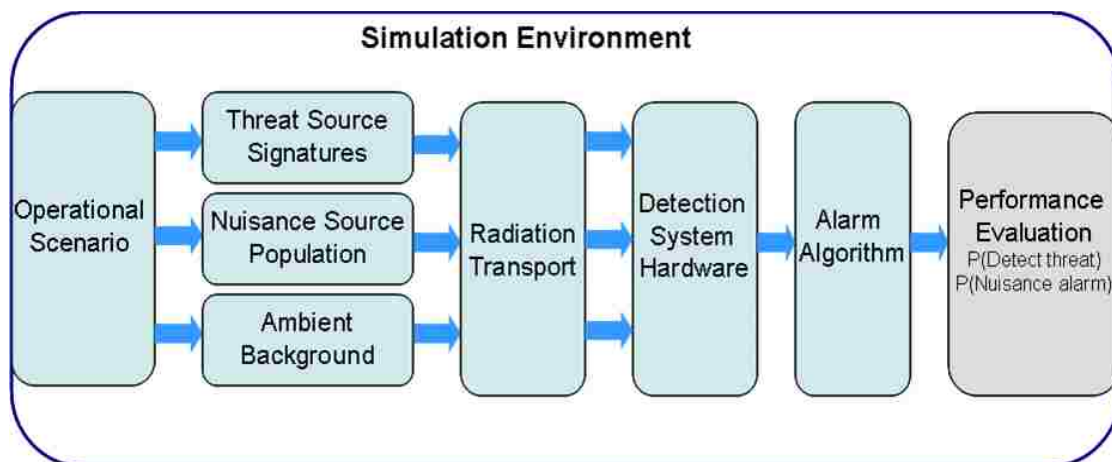 Simulation Environment
Operational
Scenario
Threat Source
Signatures
Nuisance Source
Population
Ambient
Background
Radiation
Transport
Detection
System
Hardware
Alarm
Algorithm
Performance
Evaluation
P(Detect threat)
P(Nuisance alarm)